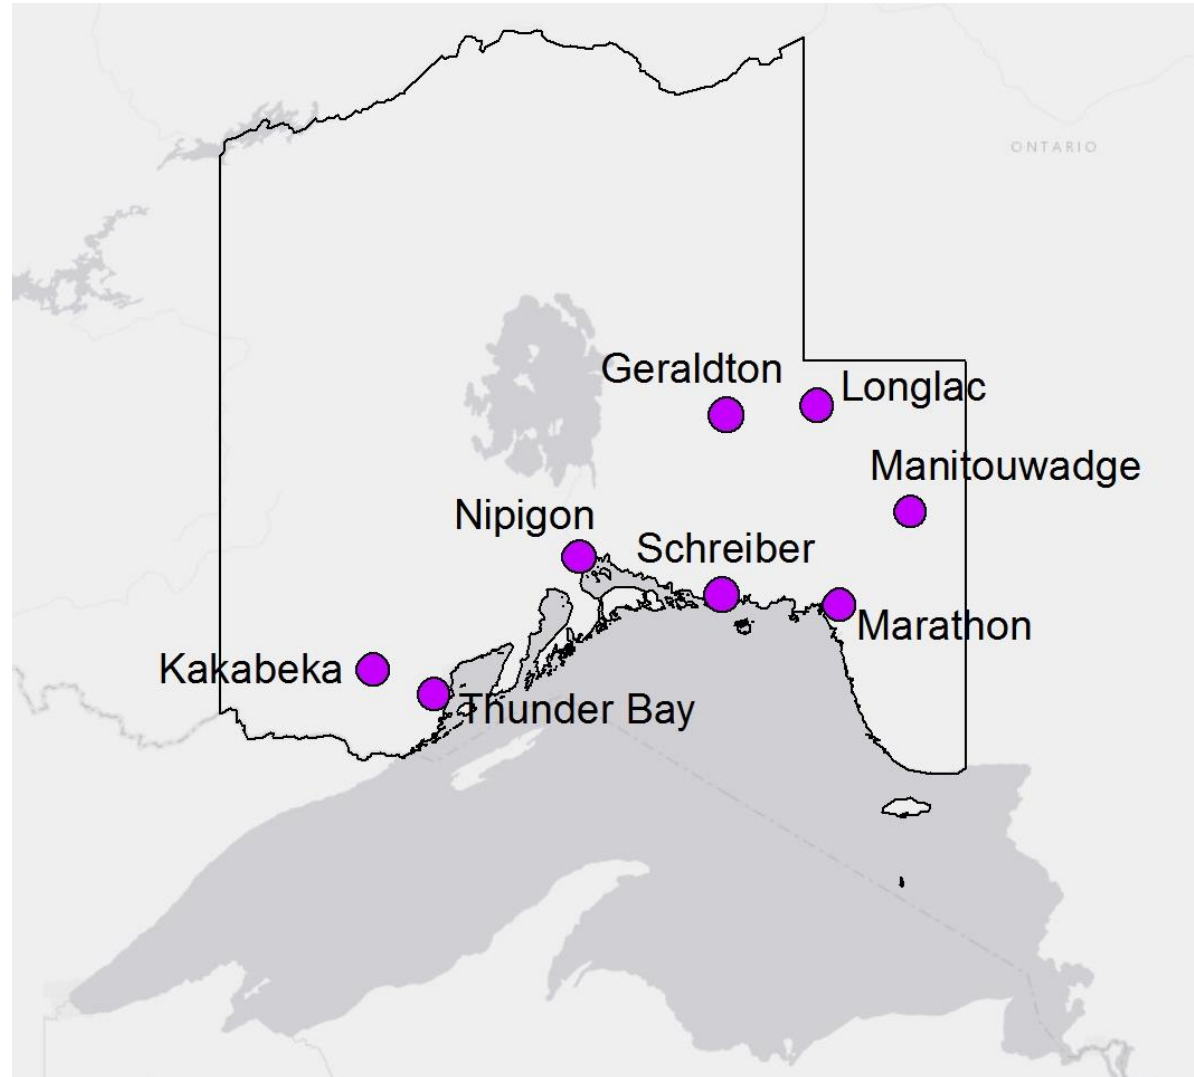 ONTARIO
Geraldton
Longlac
Manitouwadge
Nipigon
Schreiber
Marathon
Kakabeka
Thunder Bay